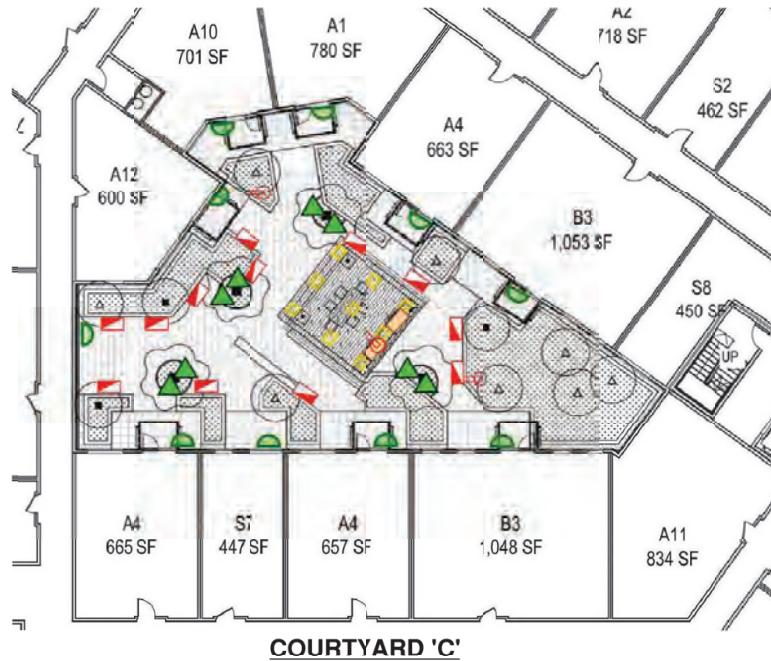 A10
701 SF
A1
780 SF
A2
718 SF
S2
462 SF
A4
663 SF
A12
600 SF
B3
1,053 SF
S8
450 SF
UP
A4
665 SF
S7
447 SF
A4
657 SF
B3
1,048 SF
A11
834 SF
COURTYARD 'C'